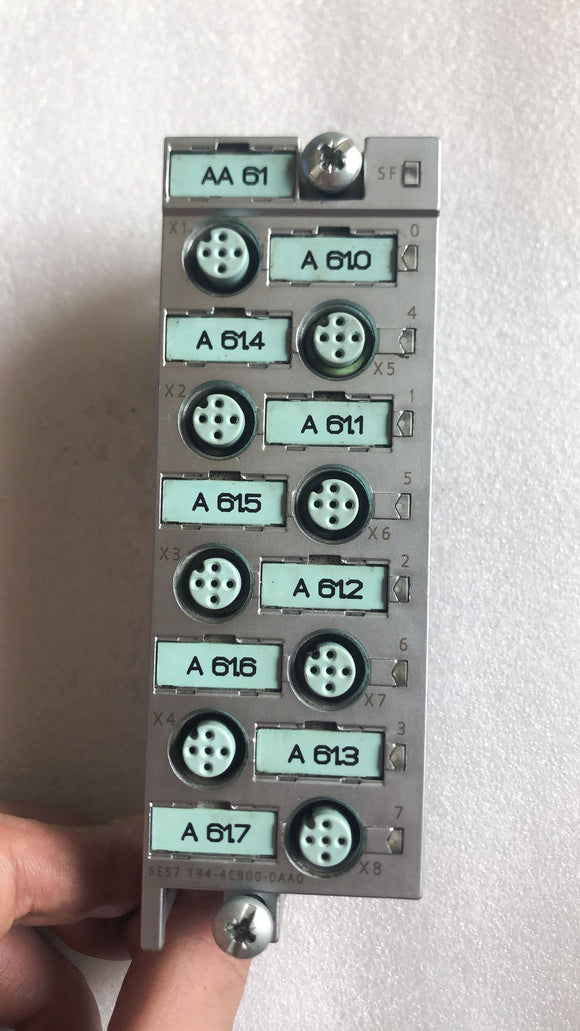 AA 61
SF
X1
0
A 61.0
4
A 61.4
X5
X2
1
A 61.1
5
A 61.5
X6
X3
2
A 61.2
6
A 61.6
X7
X4
3
A 61.3
7
A 61.7
X8
6ES7 194-4CB00-0AA0